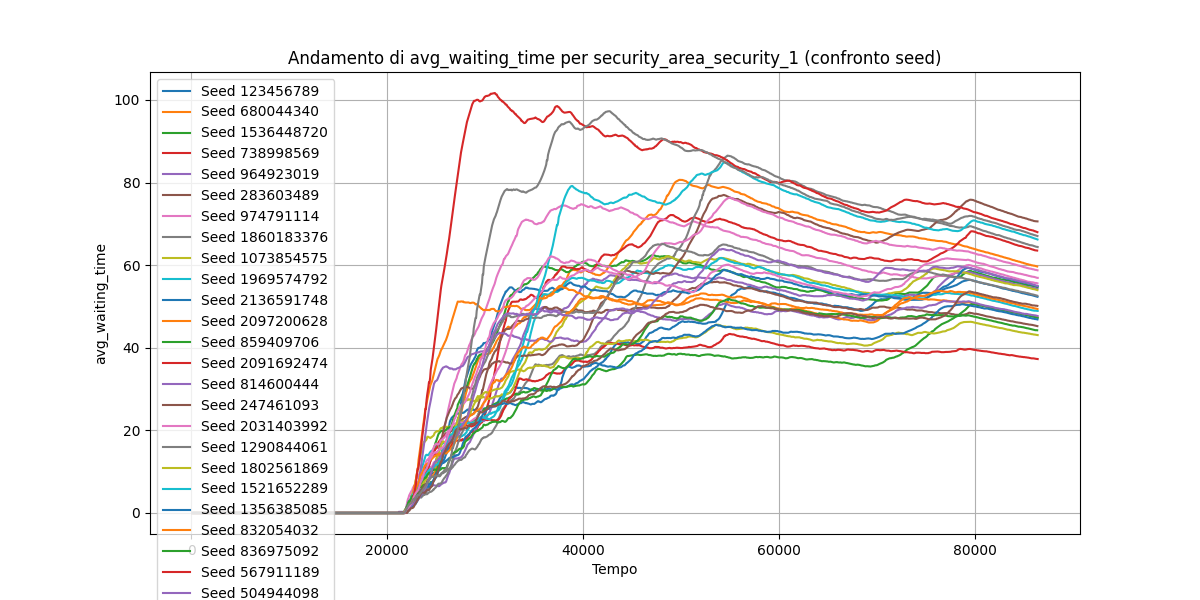 Andamento di avg_waiting_time per security_area_security_1 (confronto seed)
100
80
60
40
20
0
avg_waiting_time
Seed 123456789
Seed 680044340
Seed 1536448720
Seed 738998569
Seed 964923019
Seed 283603489
Seed 974791114
Seed 1860183376
Seed 1073854575
Seed 1969574792
Seed 2136591748
Seed 2097200628
Seed 859409706
Seed 2091692474
Seed 814600444
Seed 247461093
Seed 2031403992
Seed 1290844061
Seed 1802561869
Seed 1521652289
Seed 1356385085
Seed 832054032
Seed 836975092
Seed 567911189
Seed 504944098
0 20000 40000 60000 80000
Tempo